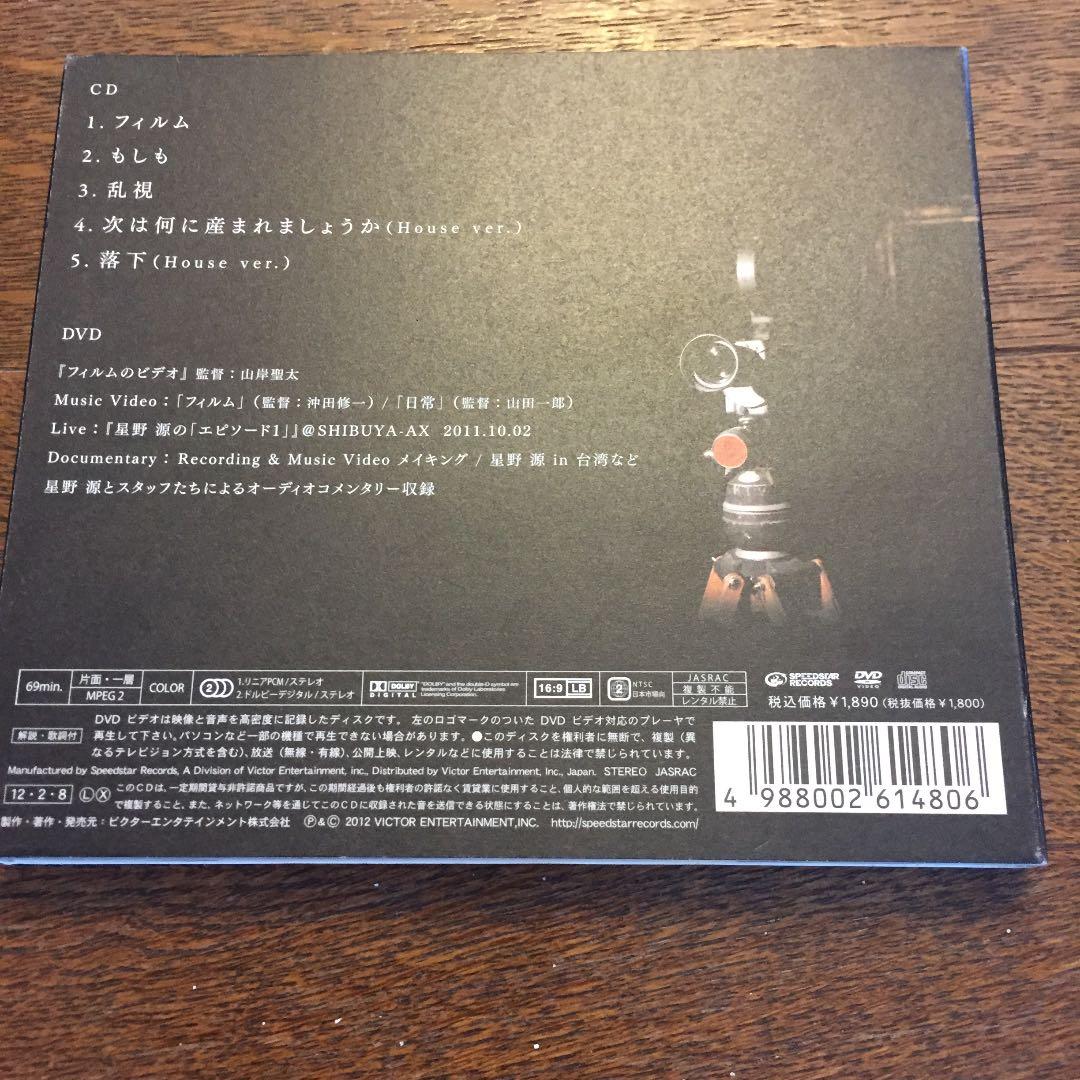 CD
1. フィルム
2. もしも
3. 乱視
4. 次は何に産まれましょうか(House ver.)
5. 落下(House ver.)
DVD
『フィルムのビデオ』監督：山岸聖太
Music Video：「フィルム」(監督：沖田修一) /「日常」(監督：山田一郎)
Live：『星野 源の「エピソード1」』@SHIBUYA-AX 2011.10.02
Documentary： Recording & Music Video メイキング / 星野 源 in 台湾など
星野 源とスタッフたちによるオーディオコメンタリー収録
69min. 片面・一層 MPEG 2 COLOR 2 1.リニアPCM/ステレオ 2.ドルビーデジタル/ステレオ DOLBY DIGITAL "DOLBY" and the double-D symbol are trademarks of Dolby Laboratories Licensing Corporation. 16:9 LB 2 NTSC 日本市場向 JASRAC 複製不能 レンタル禁止 SPEEDSTAR RECORDS DVD VIDEO COMPACT disc DIGITAL AUDIO
税込価格￥1,890(税抜価格￥1,800)
DVD ビデオは映像と音声を高密度に記録したディスクです。左のロゴマークのついた DVD ビデオ対応のプレーヤで
解説・歌詞付 再生して下さい。パソコンなど一部の機種で再生できない場合があります。●このディスクを権利者に無断で、複製(異
なるテレビジョン方式を含む)、放送(無線・有線)、公開上映、レンタルなどに使用することは法律で禁じられています。
Manufactured by Speedstar Records, A Division of Victor Entertainment, inc., Distributed by Victor Entertainment, Inc., Japan. STEREO JASRAC
12・2・8 Ⓛ Ⓧ このCDは、一定期間貸与非許諾商品ですが、この期間経過後も権利者の許諾なく賃貸業に使用すること、個人的な範囲を超える使用目的
で複製すること、また、ネットワーク等を通じてこのCDに収録された音を送信できる状態にすることは、著作権法で禁じられています。
製作・著作・発売元：ビクターエンタテインメント株式会社 Ⓟ&© 2012 VICTOR ENTERTAINMENT,INC. http://speedstarrecords.com/
4 988002 614806